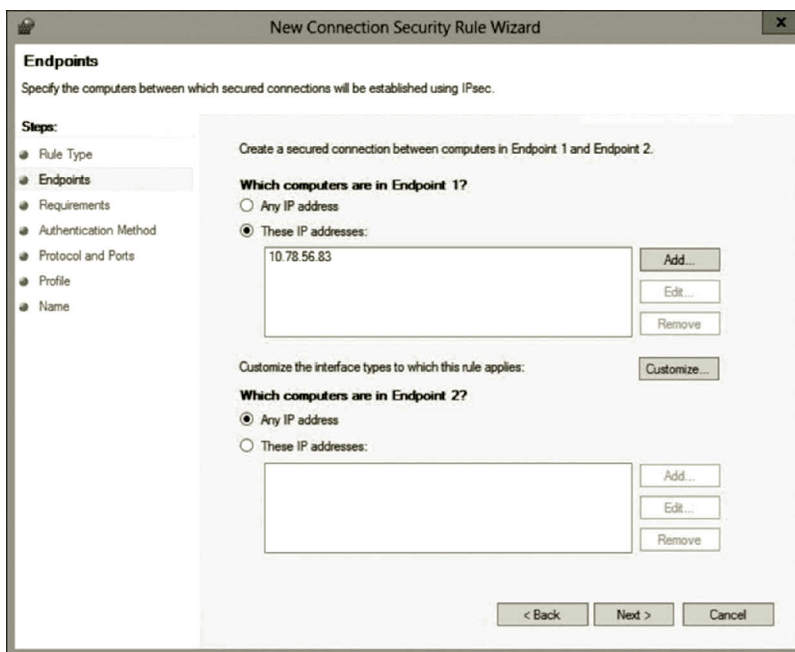 New Connection Security Rule Wizard
x
Endpoints
Specify the computers between which secured connections will be established using IPsec.
Steps:
Rule Type
Endpoints
Requirements
Authentication Method
Protocol and Ports
Profile
Name
Create a secured connection between computers in Endpoint 1 and Endpoint 2.
Which computers are in Endpoint 1?
Any IP address
These IP addresses:
10.78.56.83
Add...
Edit...
Remove
Customize the interface types to which this rule applies:
Customize...
Which computers are in Endpoint 2?
Any IP address
These IP addresses:
Add...
Edit...
Remove
< Back
Next >
Cancel